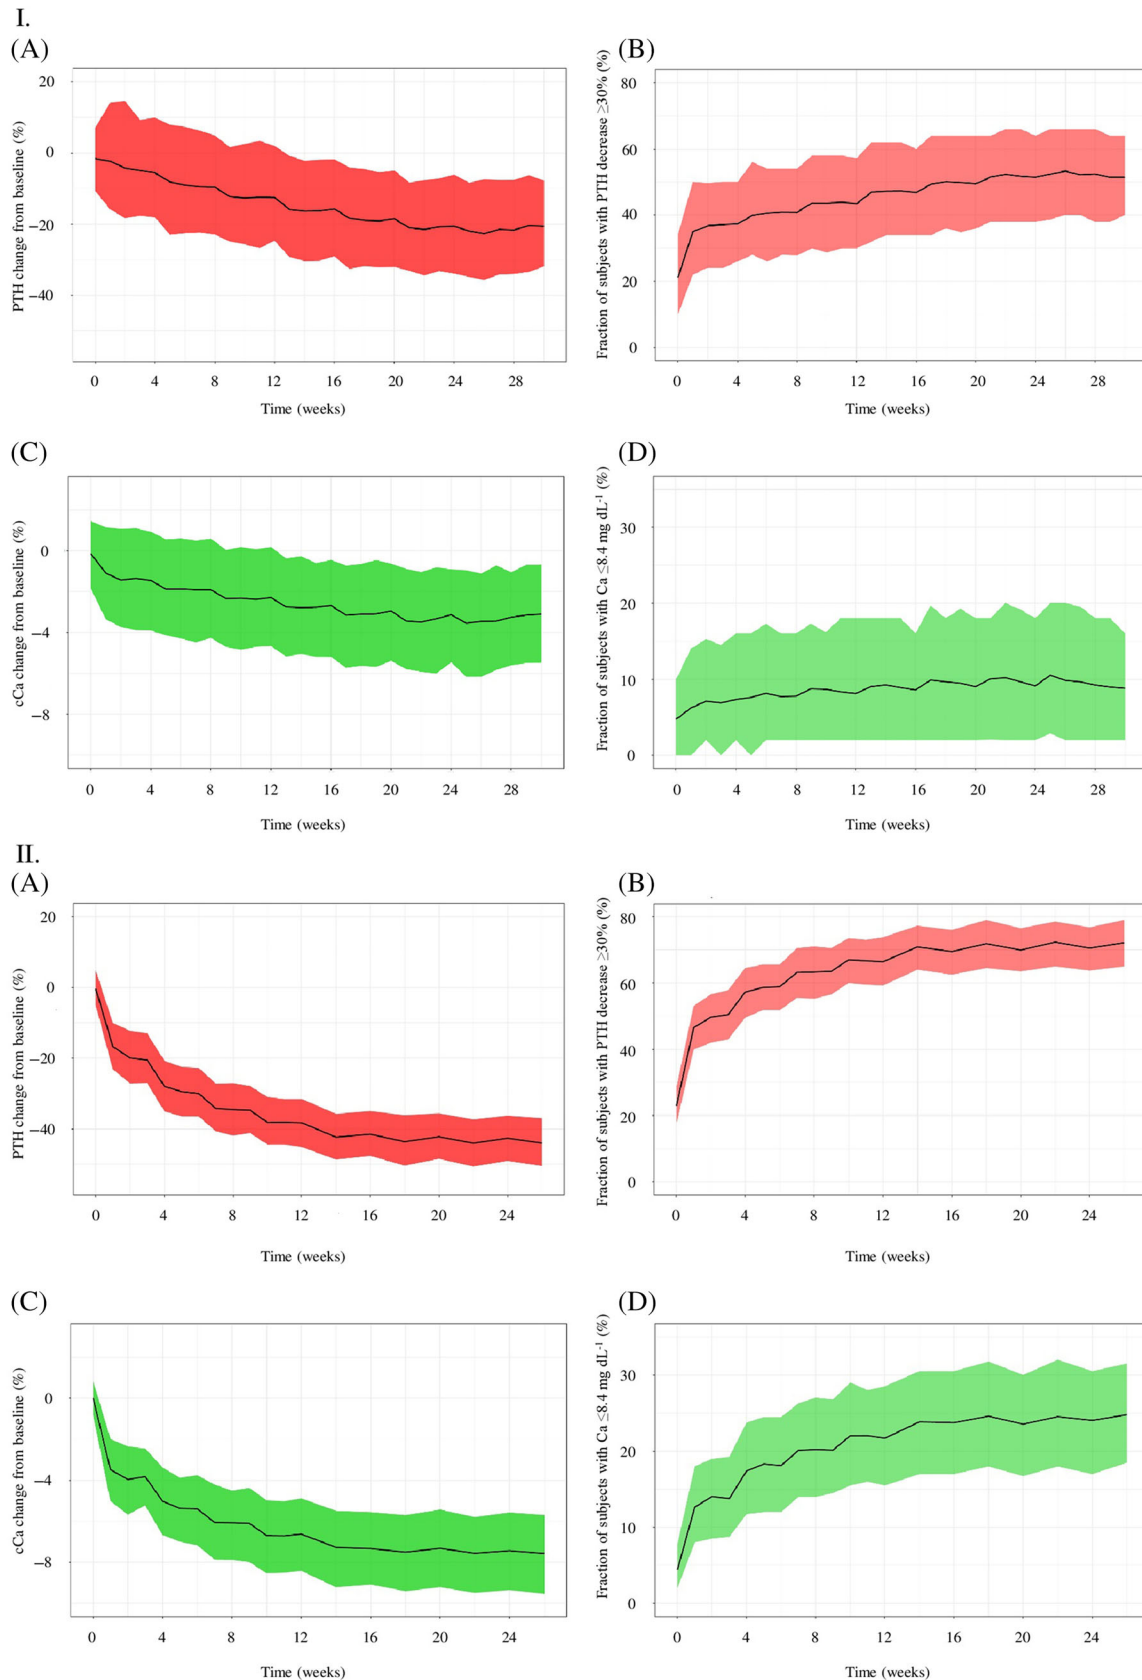 I.
(A)
PTH change from baseline (%)
20
0
−20
−40
0 4 8 12 16 20 24 28
Time (weeks)
(B)
Fraction of subjects with PTH decrease ≥30% (%)
80
60
40
20
0
0 4 8 12 16 20 24 28
Time (weeks)
(C)
cCa change from baseline (%)
0
−4
−8
0 4 8 12 16 20 24 28
Time (weeks)
(D)
Fraction of subjects with Ca ≤8.4 mg dL⁻¹ (%)
30
20
10
0
0 4 8 12 16 20 24 28
Time (weeks)
II.
(A)
PTH change from baseline (%)
20
0
−20
−40
0 4 8 12 16 20 24
Time (weeks)
(B)
Fraction of subjects with PTH decrease ≥30% (%)
80
60
40
20
0
0 4 8 12 16 20 24
Time (weeks)
(C)
cCa change from baseline (%)
0
−4
−8
0 4 8 12 16 20 24
Time (weeks)
(D)
Fraction of subjects with Ca ≤8.4 mg dL⁻¹ (%)
30
20
10
0
0 4 8 12 16 20 24
Time (weeks)